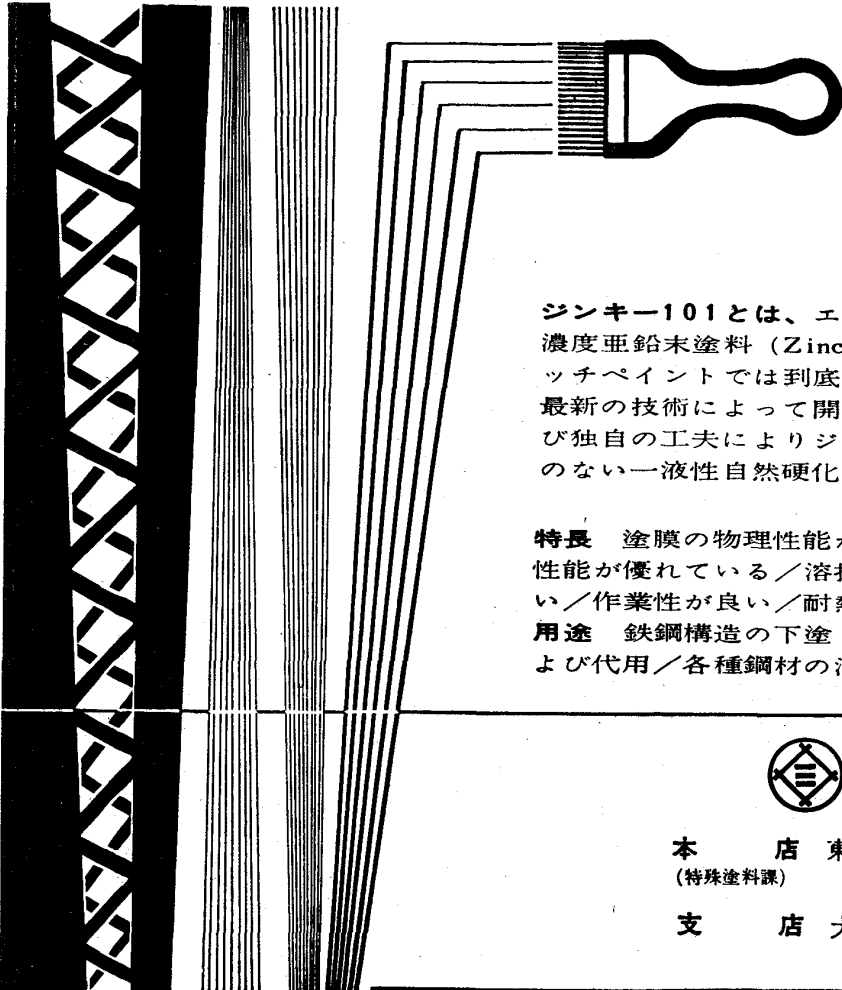 ジンキー101とは、エ
濃度亜鉛末塗料 (Zinc
ッチペイントでは到底
最新の技術によって開
び独自の工夫によりジ
のない一液性自然硬化
特長 塗膜の物理性能が
性能が優れている／溶接
い／作業性が良い／耐熱
用途 鉄鋼構造の下塗
よび代用／各種鋼材の
本 店 東
(特殊塗料課)
支 店 大